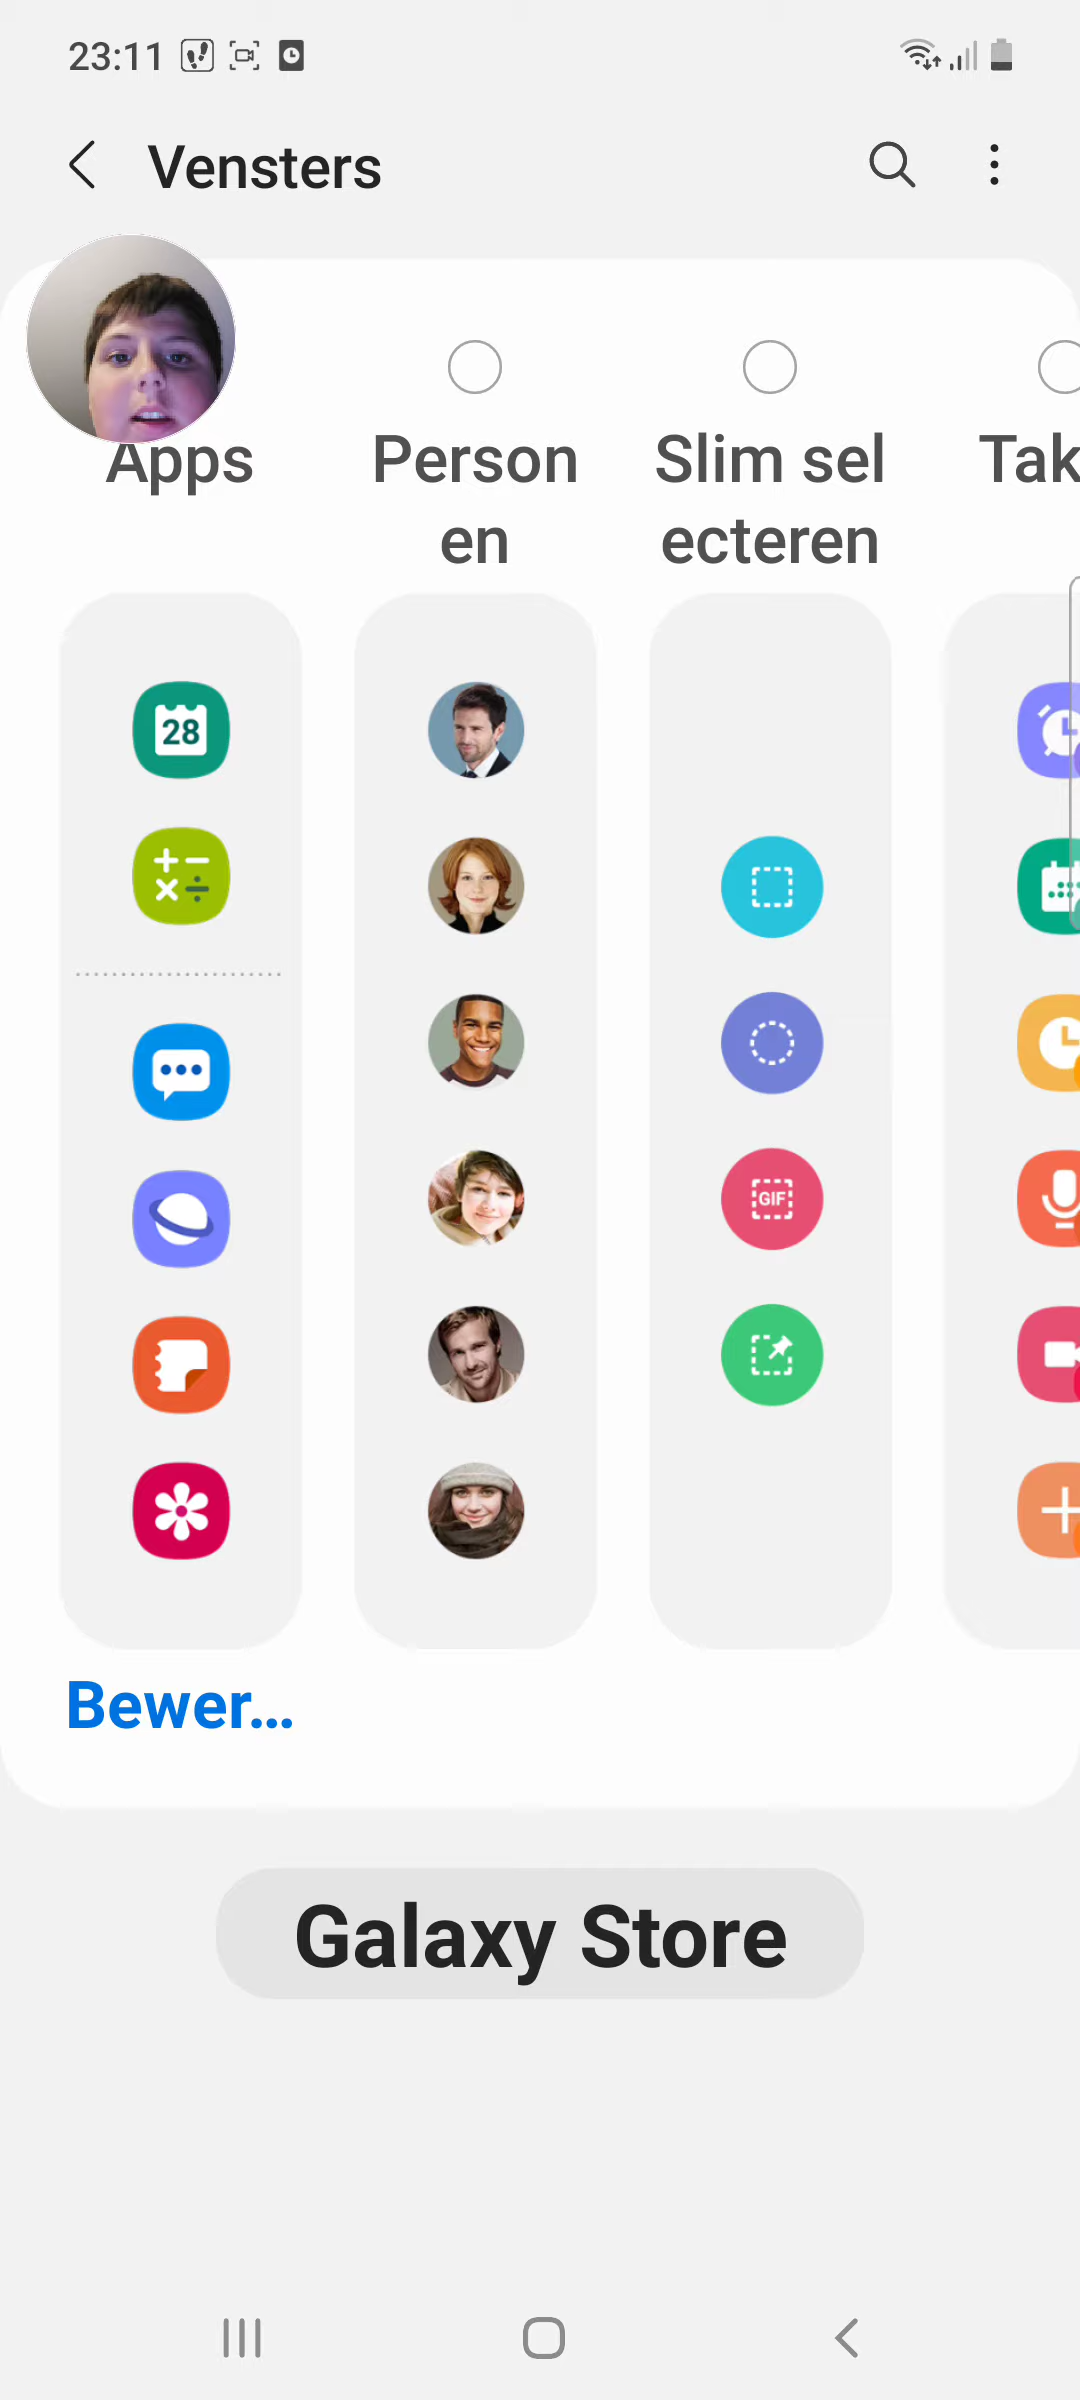 23:11
Vensters
Apps
Person
en
Slim sel
ecteren
Tak
28
GIF
Bewer...
Galaxy Store